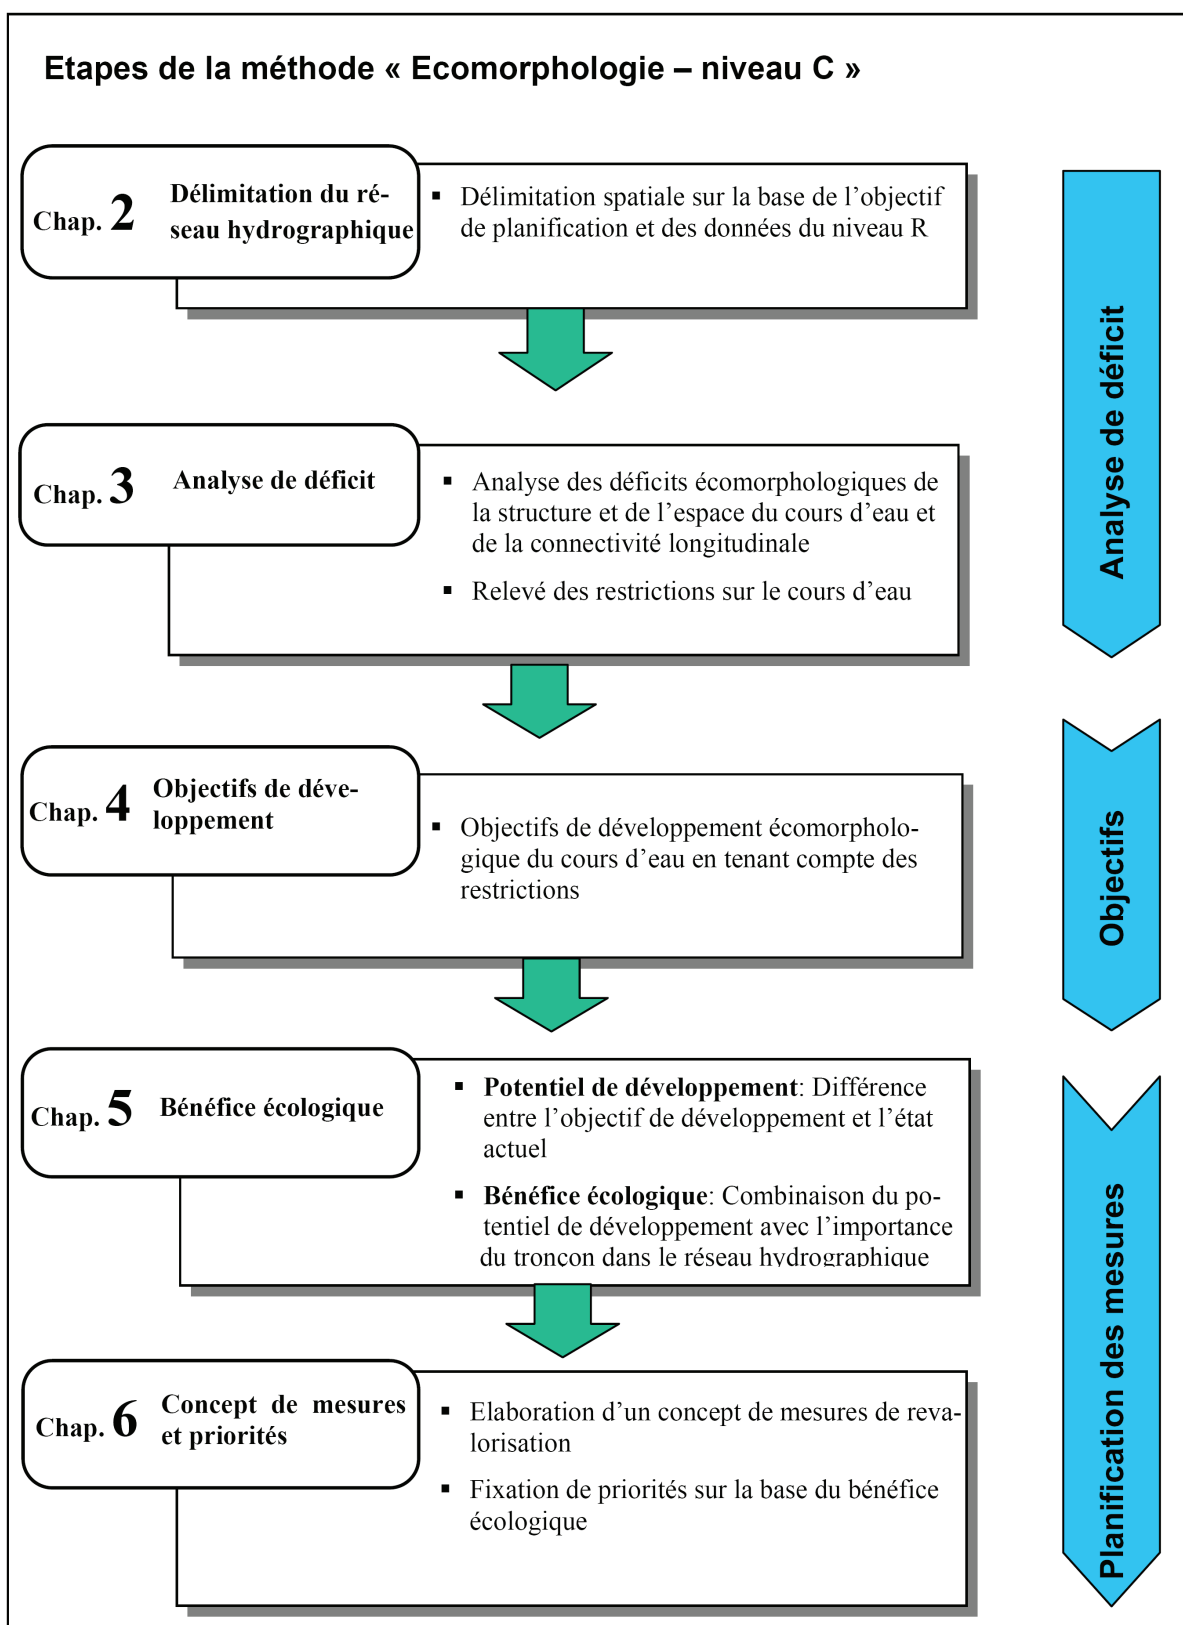 Etapes de la méthode « Ecomorphologie – niveau C »
Chap. 2
Délimitation du ré-
seau hydrographique
▪ Délimitation spatiale sur la base de l’objectif
de planification et des données du niveau R
Chap. 3
Analyse de déficit
▪ Analyse des déficits écomorphologiques de
la structure et de l’espace du cours d’eau et
de la connectivité longitudinale
▪ Relevé des restrictions sur le cours d’eau
Analyse de déficit
Chap. 4
Objectifs de déve-
loppement
▪ Objectifs de développement écomorpholo-
gique du cours d’eau en tenant compte des
restrictions
Objectifs
Chap. 5
Bénéfice écologique
▪ Potentiel de développement: Différence
entre l’objectif de développement et l’état
actuel
▪ Bénéfice écologique: Combinaison du po-
tentiel de développement avec l’importance
du tronçon dans le réseau hydrographique
Chap. 6
Concept de mesures
et priorités
▪ Elaboration d’un concept de mesures de reva-
lorisation
▪ Fixation de priorités sur la base du bénéfice
écologique
Planification des mesures